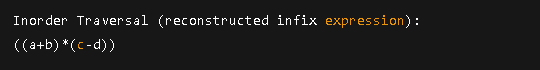 Inorder Traversal (reconstructed infix expression):
((a+b)*(c-d))